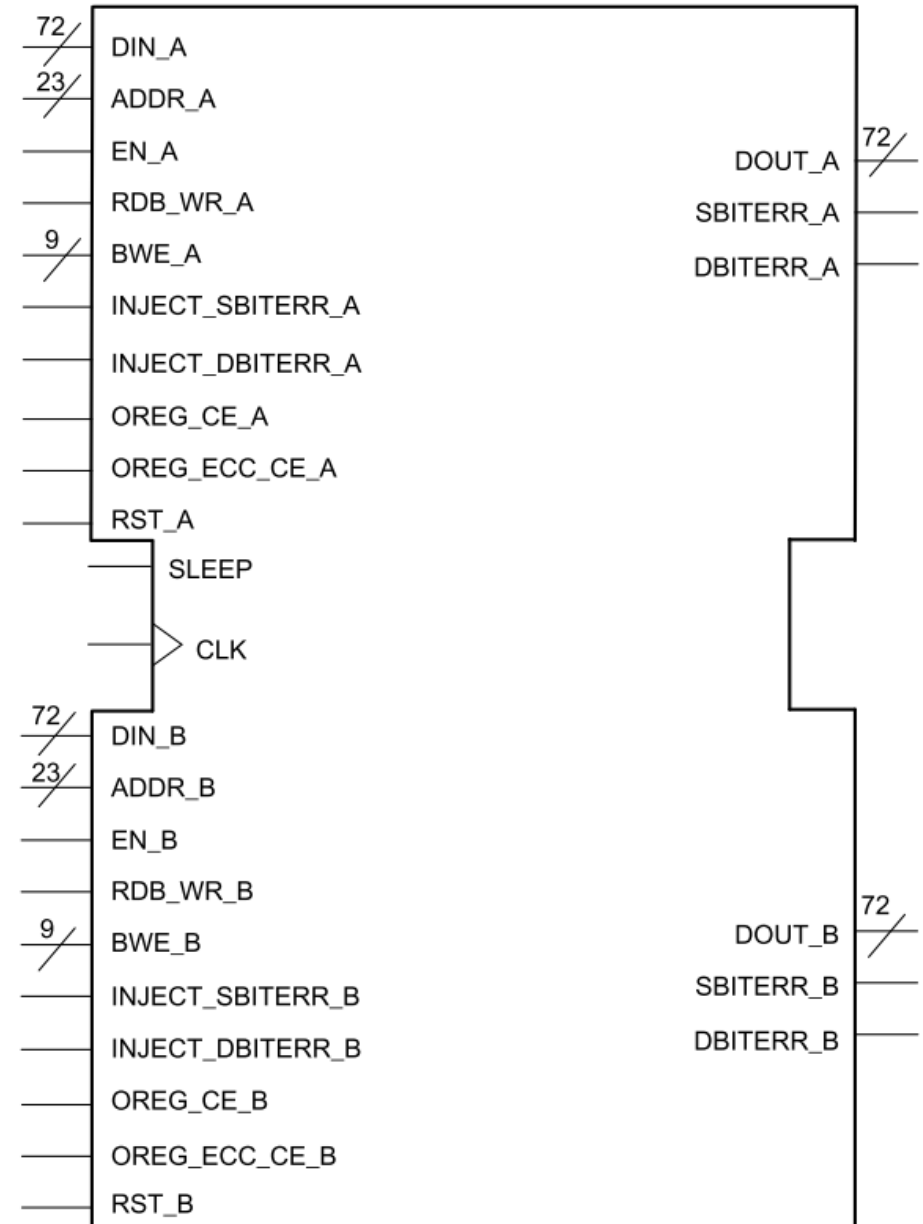 72
DIN_A
23
ADDR_A
EN_A
RDB_WR_A
9
BWE_A
INJECT_SBITERR_A
INJECT_DBITERR_A
OREG_CE_A
OREG_ECC_CE_A
RST_A
72
DOUT_A
SBITERR_A
DBITERR_A
SLEEP
CLK
72
DIN_B
23
ADDR_B
EN_B
RDB_WR_B
9
BWE_B
INJECT_SBITERR_B
INJECT_DBITERR_B
OREG_CE_B
OREG_ECC_CE_B
RST_B
72
DOUT_B
SBITERR_B
DBITERR_B